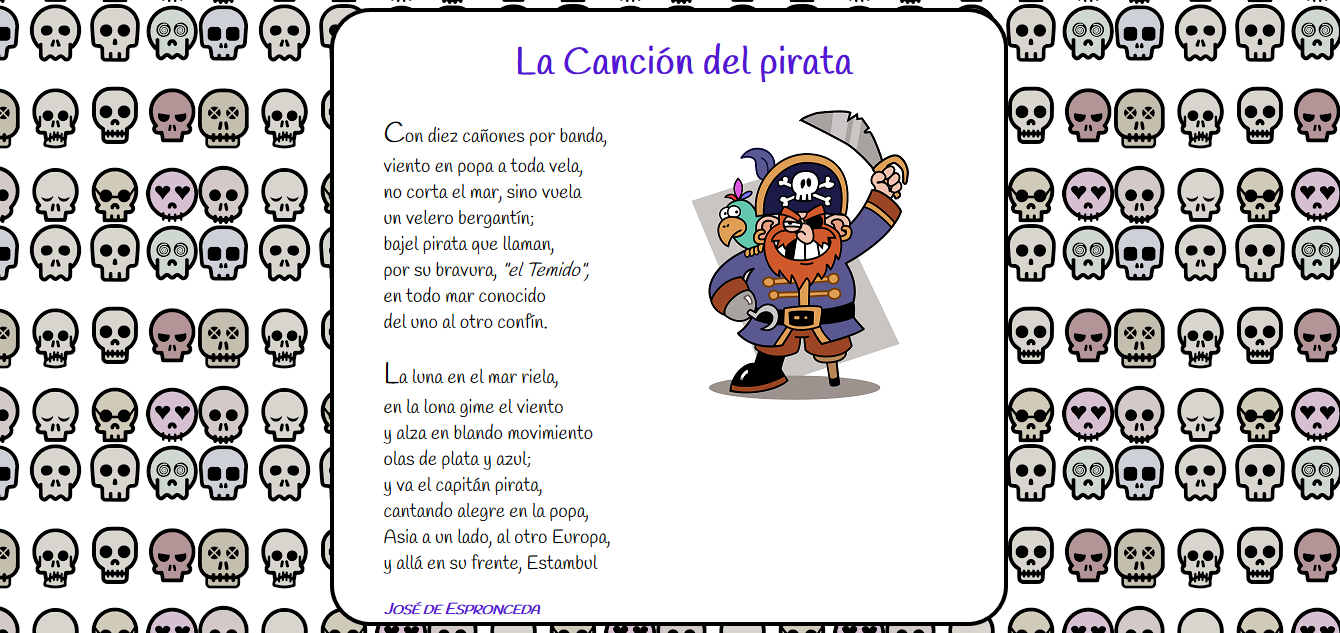 La Canción del pirata
Con diez cañones por banda,
viento en popa a toda vela,
no corta el mar, sino vuela
un velero bergantín;
bajel pirata que llaman,
por su bravura, "el Temido",
en todo mar conocido
del uno al otro confín.
La luna en el mar riela,
en la lona gime el viento
y alza en blando movimiento
olas de plata y azul;
y va el capitán pirata,
cantando alegre en la popa,
Asia a un lado, al otro Europa,
y allá en su frente, Estambul
José de Espronceda